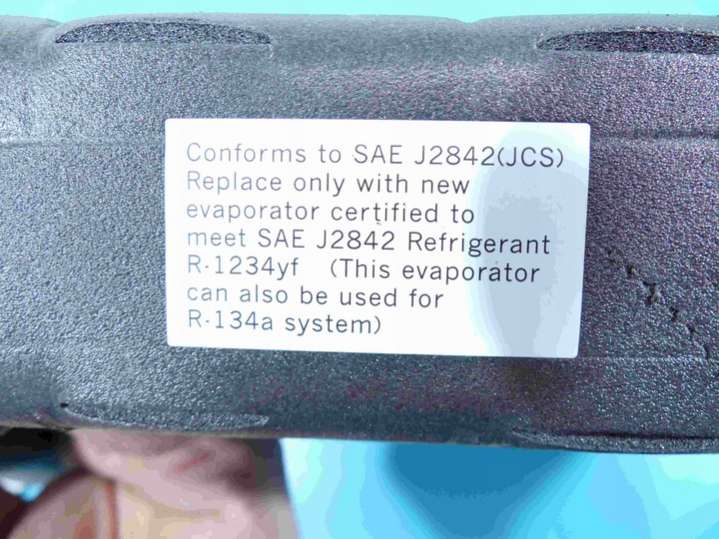 Conforms to SAE J2842(JCS)
Replace only with new
evaporator certified to
meet SAE J2842 Refrigerant
R·1234yf (This evaporator
can also be used for
R·134a system)